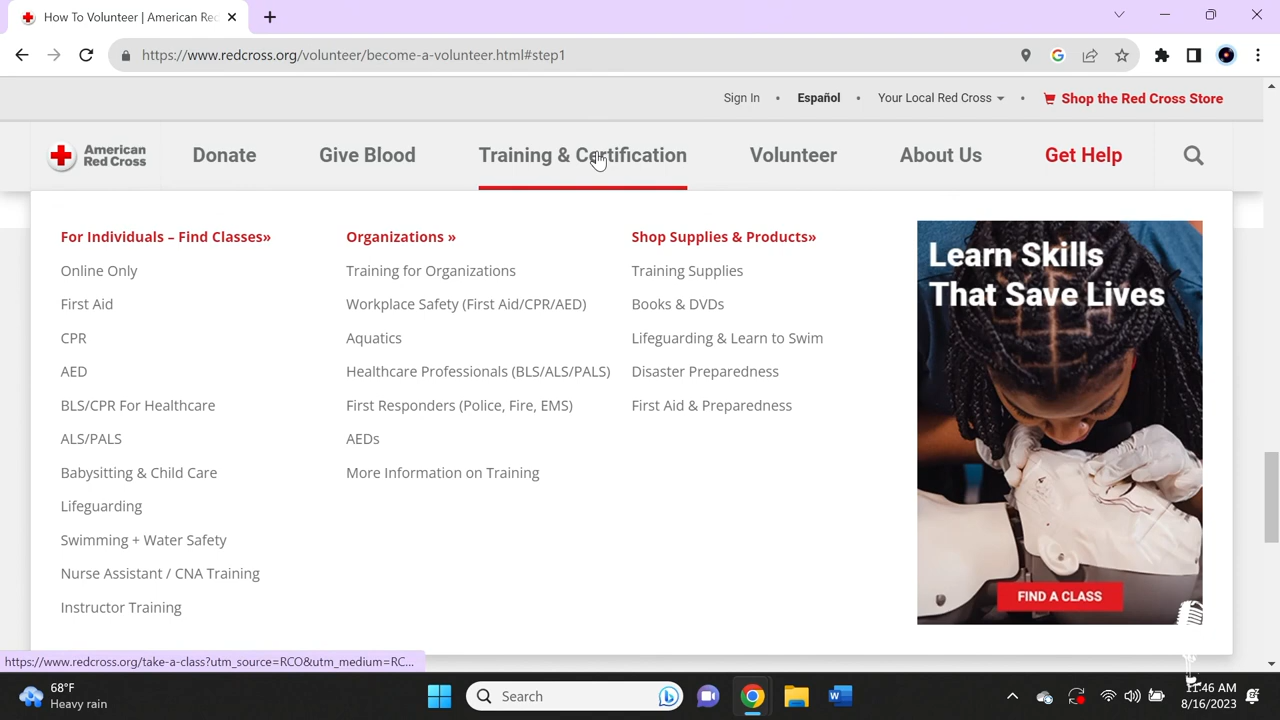 How To Volunteer | American Red
https://www.redcross.org/volunteer/become-a-volunteer.html#step1
Sign In • Español • Your Local Red Cross • Shop the Red Cross Store
American Red Cross
Donate
Give Blood
Training & Certification
Volunteer
About Us
Get Help
For Individuals – Find Classes»
Online Only
First Aid
CPR
AED
BLS/CPR For Healthcare
ALS/PALS
Babysitting & Child Care
Lifeguarding
Swimming + Water Safety
Nurse Assistant / CNA Training
Instructor Training
Organizations »
Training for Organizations
Workplace Safety (First Aid/CPR/AED)
Aquatics
Healthcare Professionals (BLS/ALS/PALS)
First Responders (Police, Fire, EMS)
AEDs
More Information on Training
Shop Supplies & Products»
Training Supplies
Books & DVDs
Lifeguarding & Learn to Swim
Disaster Preparedness
First Aid & Preparedness
Learn Skills
That Save Lives
FIND A CLASS
https://www.redcross.org/take-a-class?utm_source=RCO&utm_medium=RC...
68°F
Heavy rain
Search
11:46 AM
8/16/2023